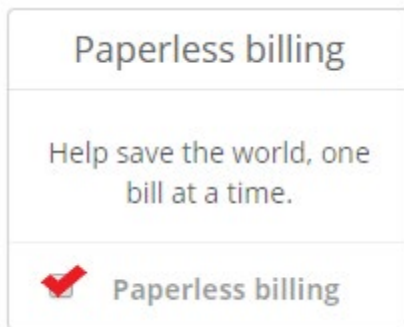 Paperless billing
Help save the world, one
bill at a time.
Paperless billing